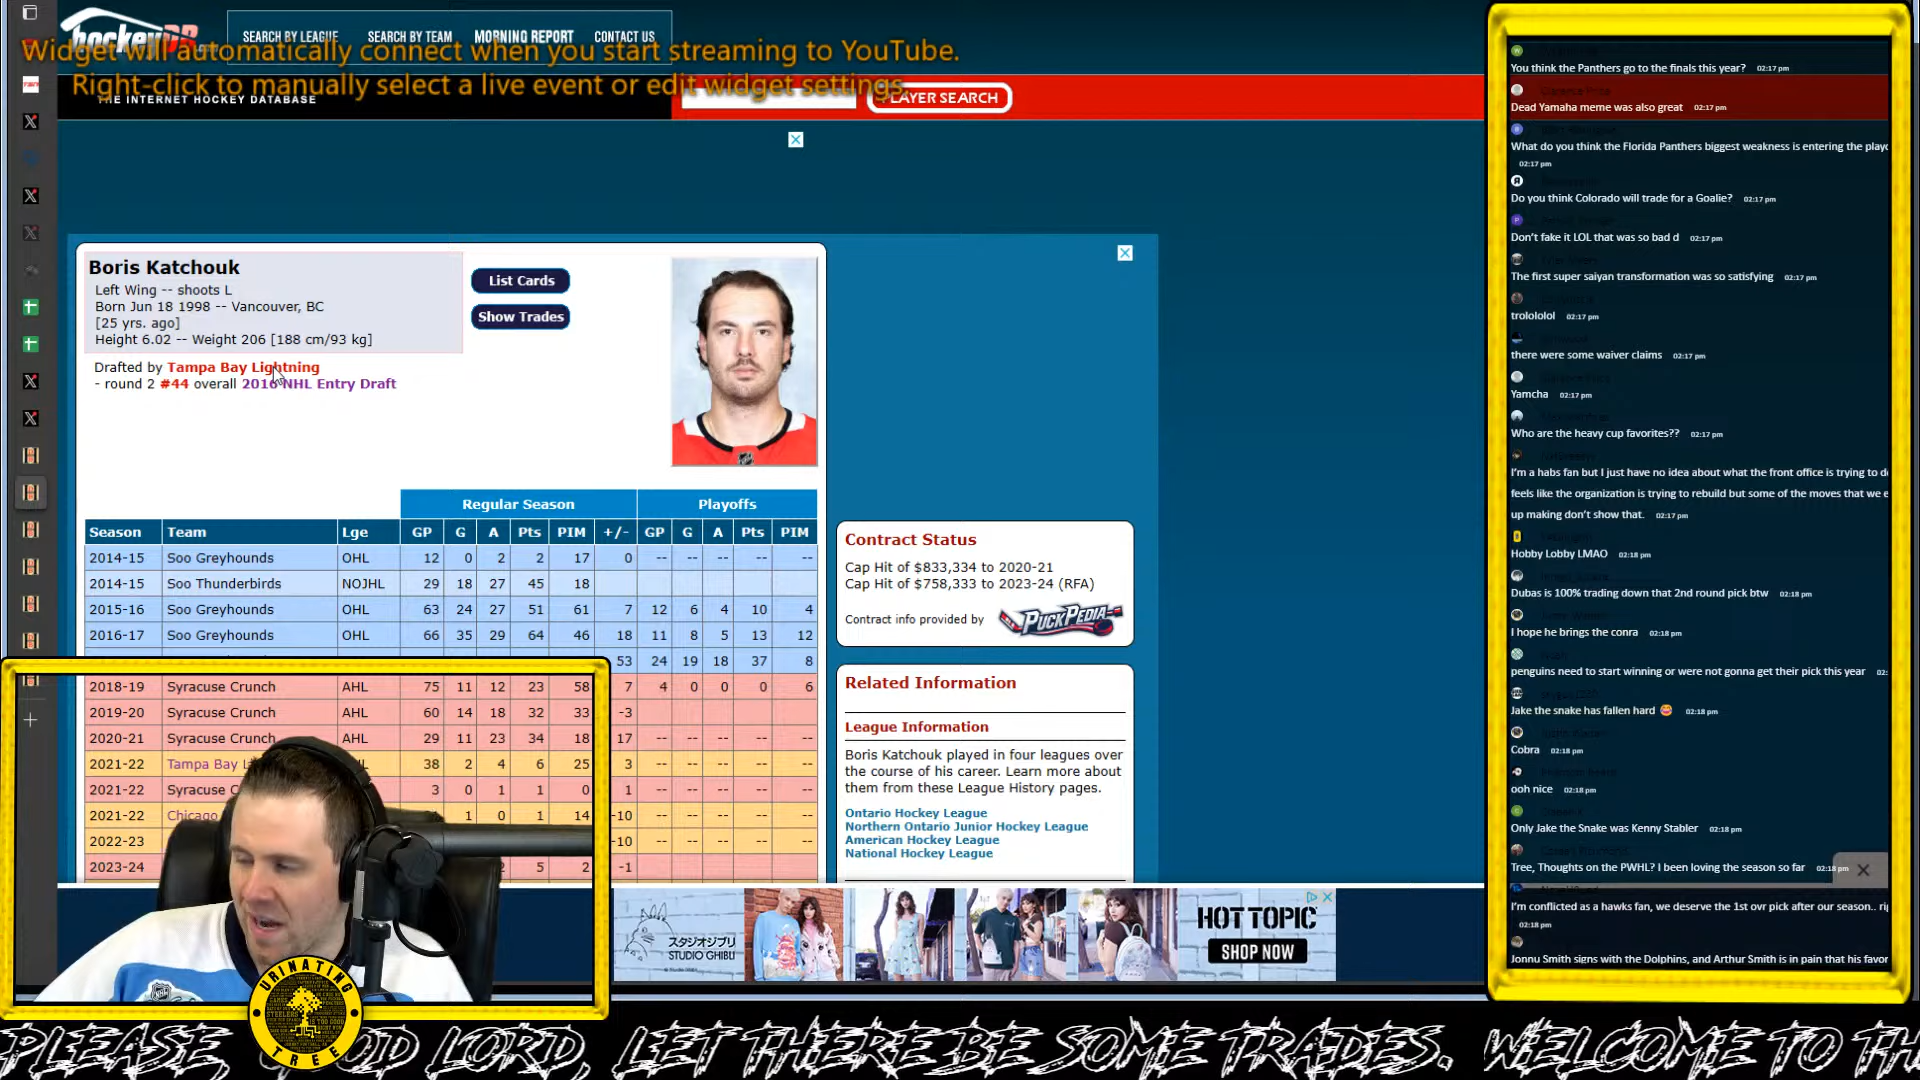 hockeyDB.com
SEARCH BY LEAGUE SEARCH BY TEAM MORNING REPORT CONTACT US
Widget will automatically connect when you start streaming to YouTube.
Right-click to manually select a live event or edit widget settings.
THE INTERNET HOCKEY DATABASE
PLAYER SEARCH
Boris Katchouk
Left Wing -- shoots L
Born Jun 18 1998 -- Vancouver, BC
[25 yrs. ago]
Height 6.02 -- Weight 206 [188 cm/93 kg]
Drafted by Tampa Bay Lightning
- round 2 #44 overall 2016 NHL Entry Draft
List Cards
Show Trades
Regular Season Playoffs
Season Team Lge GP G A Pts PIM +/- GP G A Pts PIM
2014-15 Soo Greyhounds OHL 12 0 2 2 17 0 -- -- -- -- --
2014-15 Soo Thunderbirds NOJHL 29 18 27 45 18
2015-16 Soo Greyhounds OHL 63 24 27 51 61 7 12 6 4 10 4
2016-17 Soo Greyhounds OHL 66 35 29 64 46 18 11 8 5 13 12
53 24 19 18 37 8
2018-19 Syracuse Crunch AHL 75 11 12 23 58 7 4 0 0 0 6
2019-20 Syracuse Crunch AHL 60 14 18 32 33 -3
2020-21 Syracuse Crunch AHL 29 11 23 34 18 17 -- -- -- -- --
2021-22 Tampa Bay 38 2 4 6 25 3 -- -- -- -- --
2021-22 Syracuse 3 0 1 1 0 1 -- -- -- -- --
2021-22 Chicago 1 0 1 14 -10 -- -- -- -- --
2022-23 -10 -- -- -- -- --
2023-24 5 2 -1
Contract Status
Cap Hit of $833,334 to 2020-21
Cap Hit of $758,333 to 2023-24 (RFA)
Contract info provided by PUCKPEDIA
Related Information
League Information
Boris Katchouk played in four leagues over
the course of his career. Learn more about
them from these League History pages.
Ontario Hockey League
Northern Ontario Junior Hockey League
American Hockey League
National Hockey League
スタジオジブリ
STUDIO GHIBLI
HOT TOPIC
SHOP NOW
You think the Panthers go to the finals this year? 02:17 pm
Dead Yamaha meme was also great 02:17 pm
What do you think the Florida Panthers biggest weakness is entering the playo
02:17 pm
Do you think Colorado will trade for a Goalie? 02:17 pm
Don't fake it LOL that was so bad d 02:17 pm
The first super saiyan transformation was so satisfying 02:17 pm
trolololol 02:17 pm
there were some waiver claims 02:17 pm
Yamcha 02:17 pm
Who are the heavy cup favorites?? 02:17 pm
I'm a habs fan but I just have no idea about what the front office is trying to d
feels like the organization is trying to rebuild but some of the moves that we e
up making don't show that. 02:17 pm
Hobby Lobby LMAO 02:18 pm
Dubas is 100% trading down that 2nd round pick btw 02:18 pm
I hope he brings the conra 02:18 pm
penguins need to start winning or were not gonna get their pick this year 02:
Jake the snake has fallen hard 02:18 pm
Cobra 02:18 pm
ooh nice 02:18 pm
Only Jake the Snake was Kenny Stabler 02:18 pm
Tree, Thoughts on the PWHL? I been loving the season so far 02:18 pm
I'm conflicted as a hawks fan, we deserve the 1st ovr pick after our season.. ri
02:18 pm
Jonnu Smith signs with the Dolphins, and Arthur Smith is in pain that his favor
URINATING TREE
PLEASE, GOOD LORD, LET THERE BE SOME TRADES. WELCOME TO TH